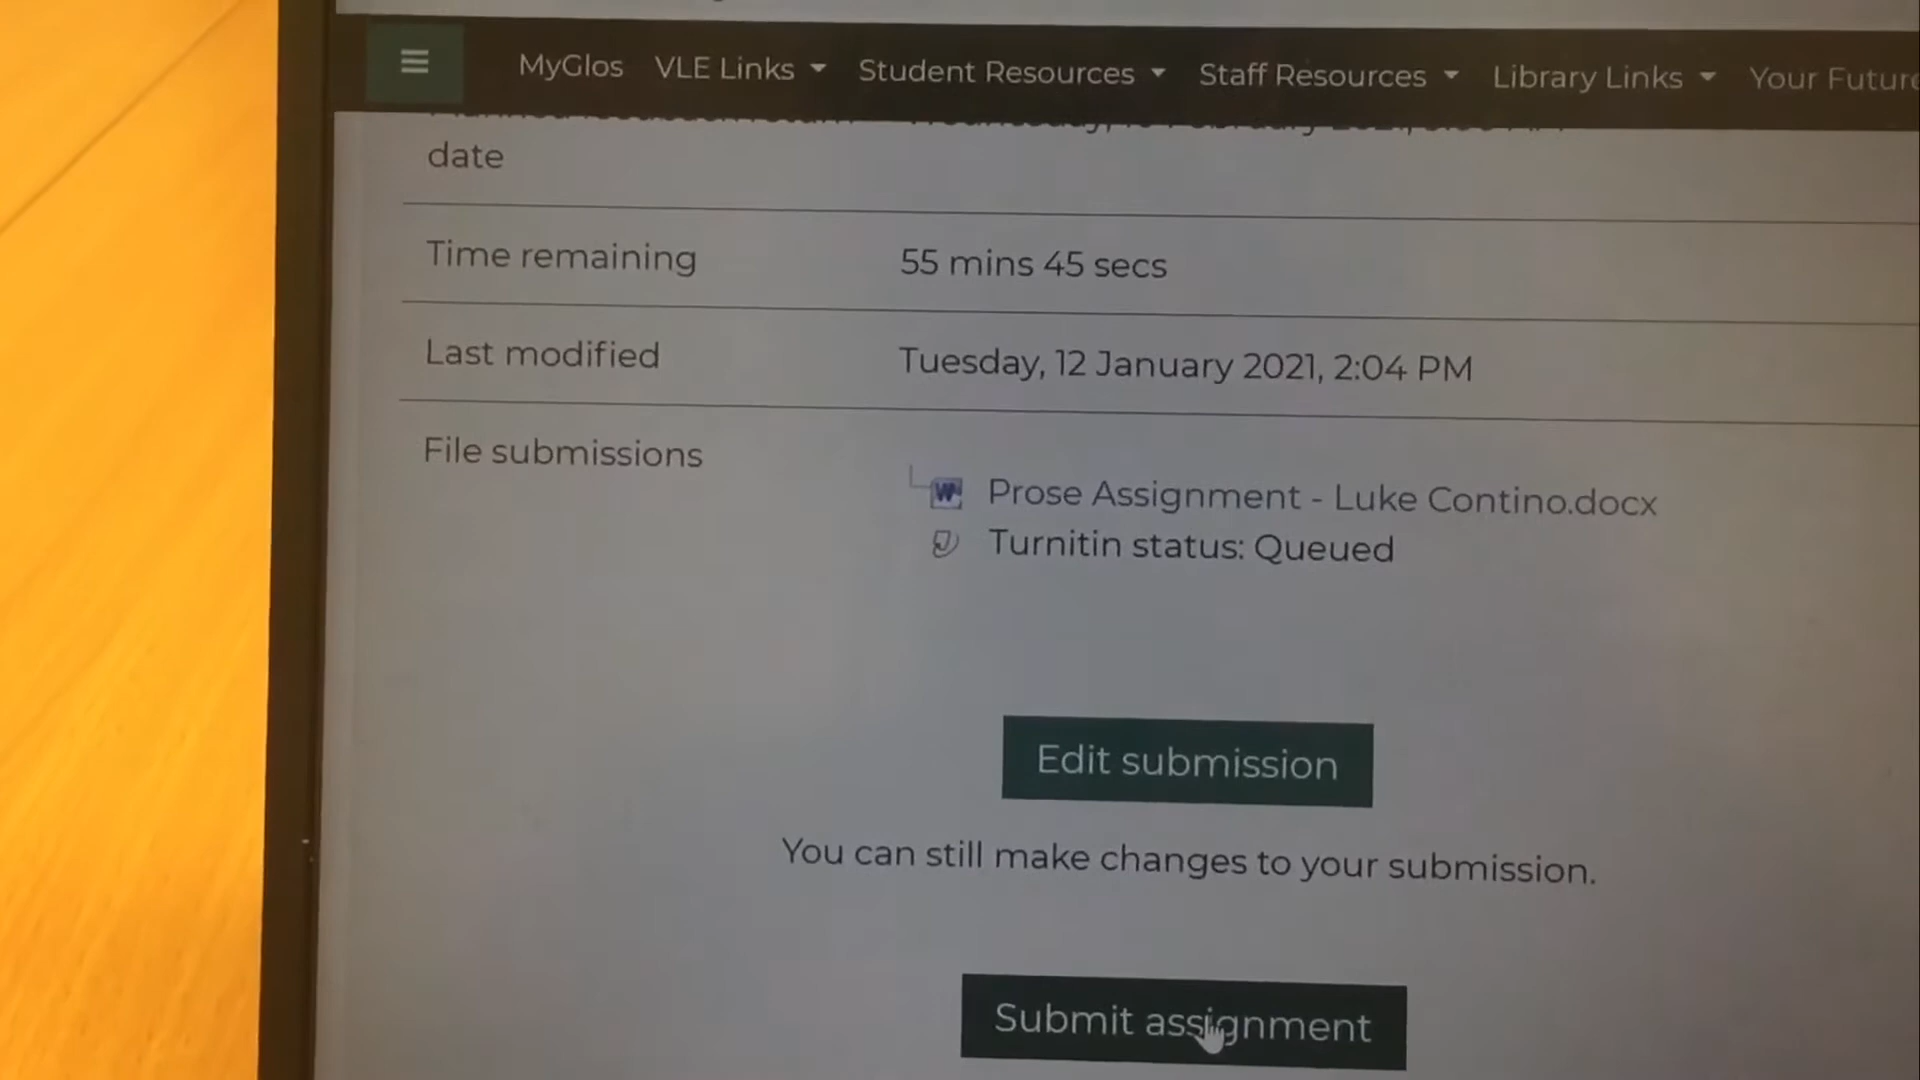 MyGlos VLE Links Student Resources Staff Resources Library Links Your Future
date
Time remaining 55 mins 45 secs
Last modified Tuesday, 12 January 2021, 2:04 PM
File submissions
Prose Assignment - Luke Contino.docx
Turnitin status: Queued
Edit submission
You can still make changes to your submission.
Submit assignment